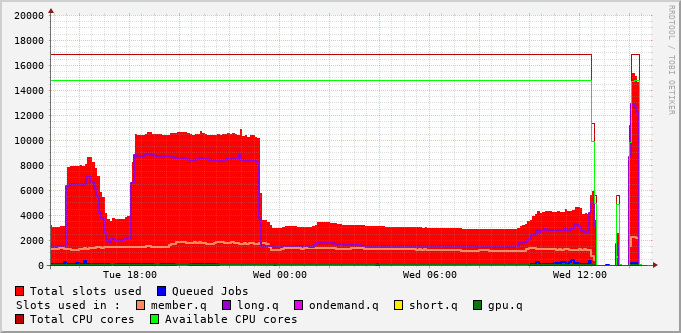 20000
18000
16000
14000
12000
10000
8000
6000
4000
2000
0
Tue 18:00 Wed 00:00 Wed 06:00 Wed 12:00
RRDTOOL / TOBI OETIKER
Total slots used Queued Jobs
Slots used in : member.q long.q ondemand.q short.q gpu.q
Total CPU cores Available CPU cores